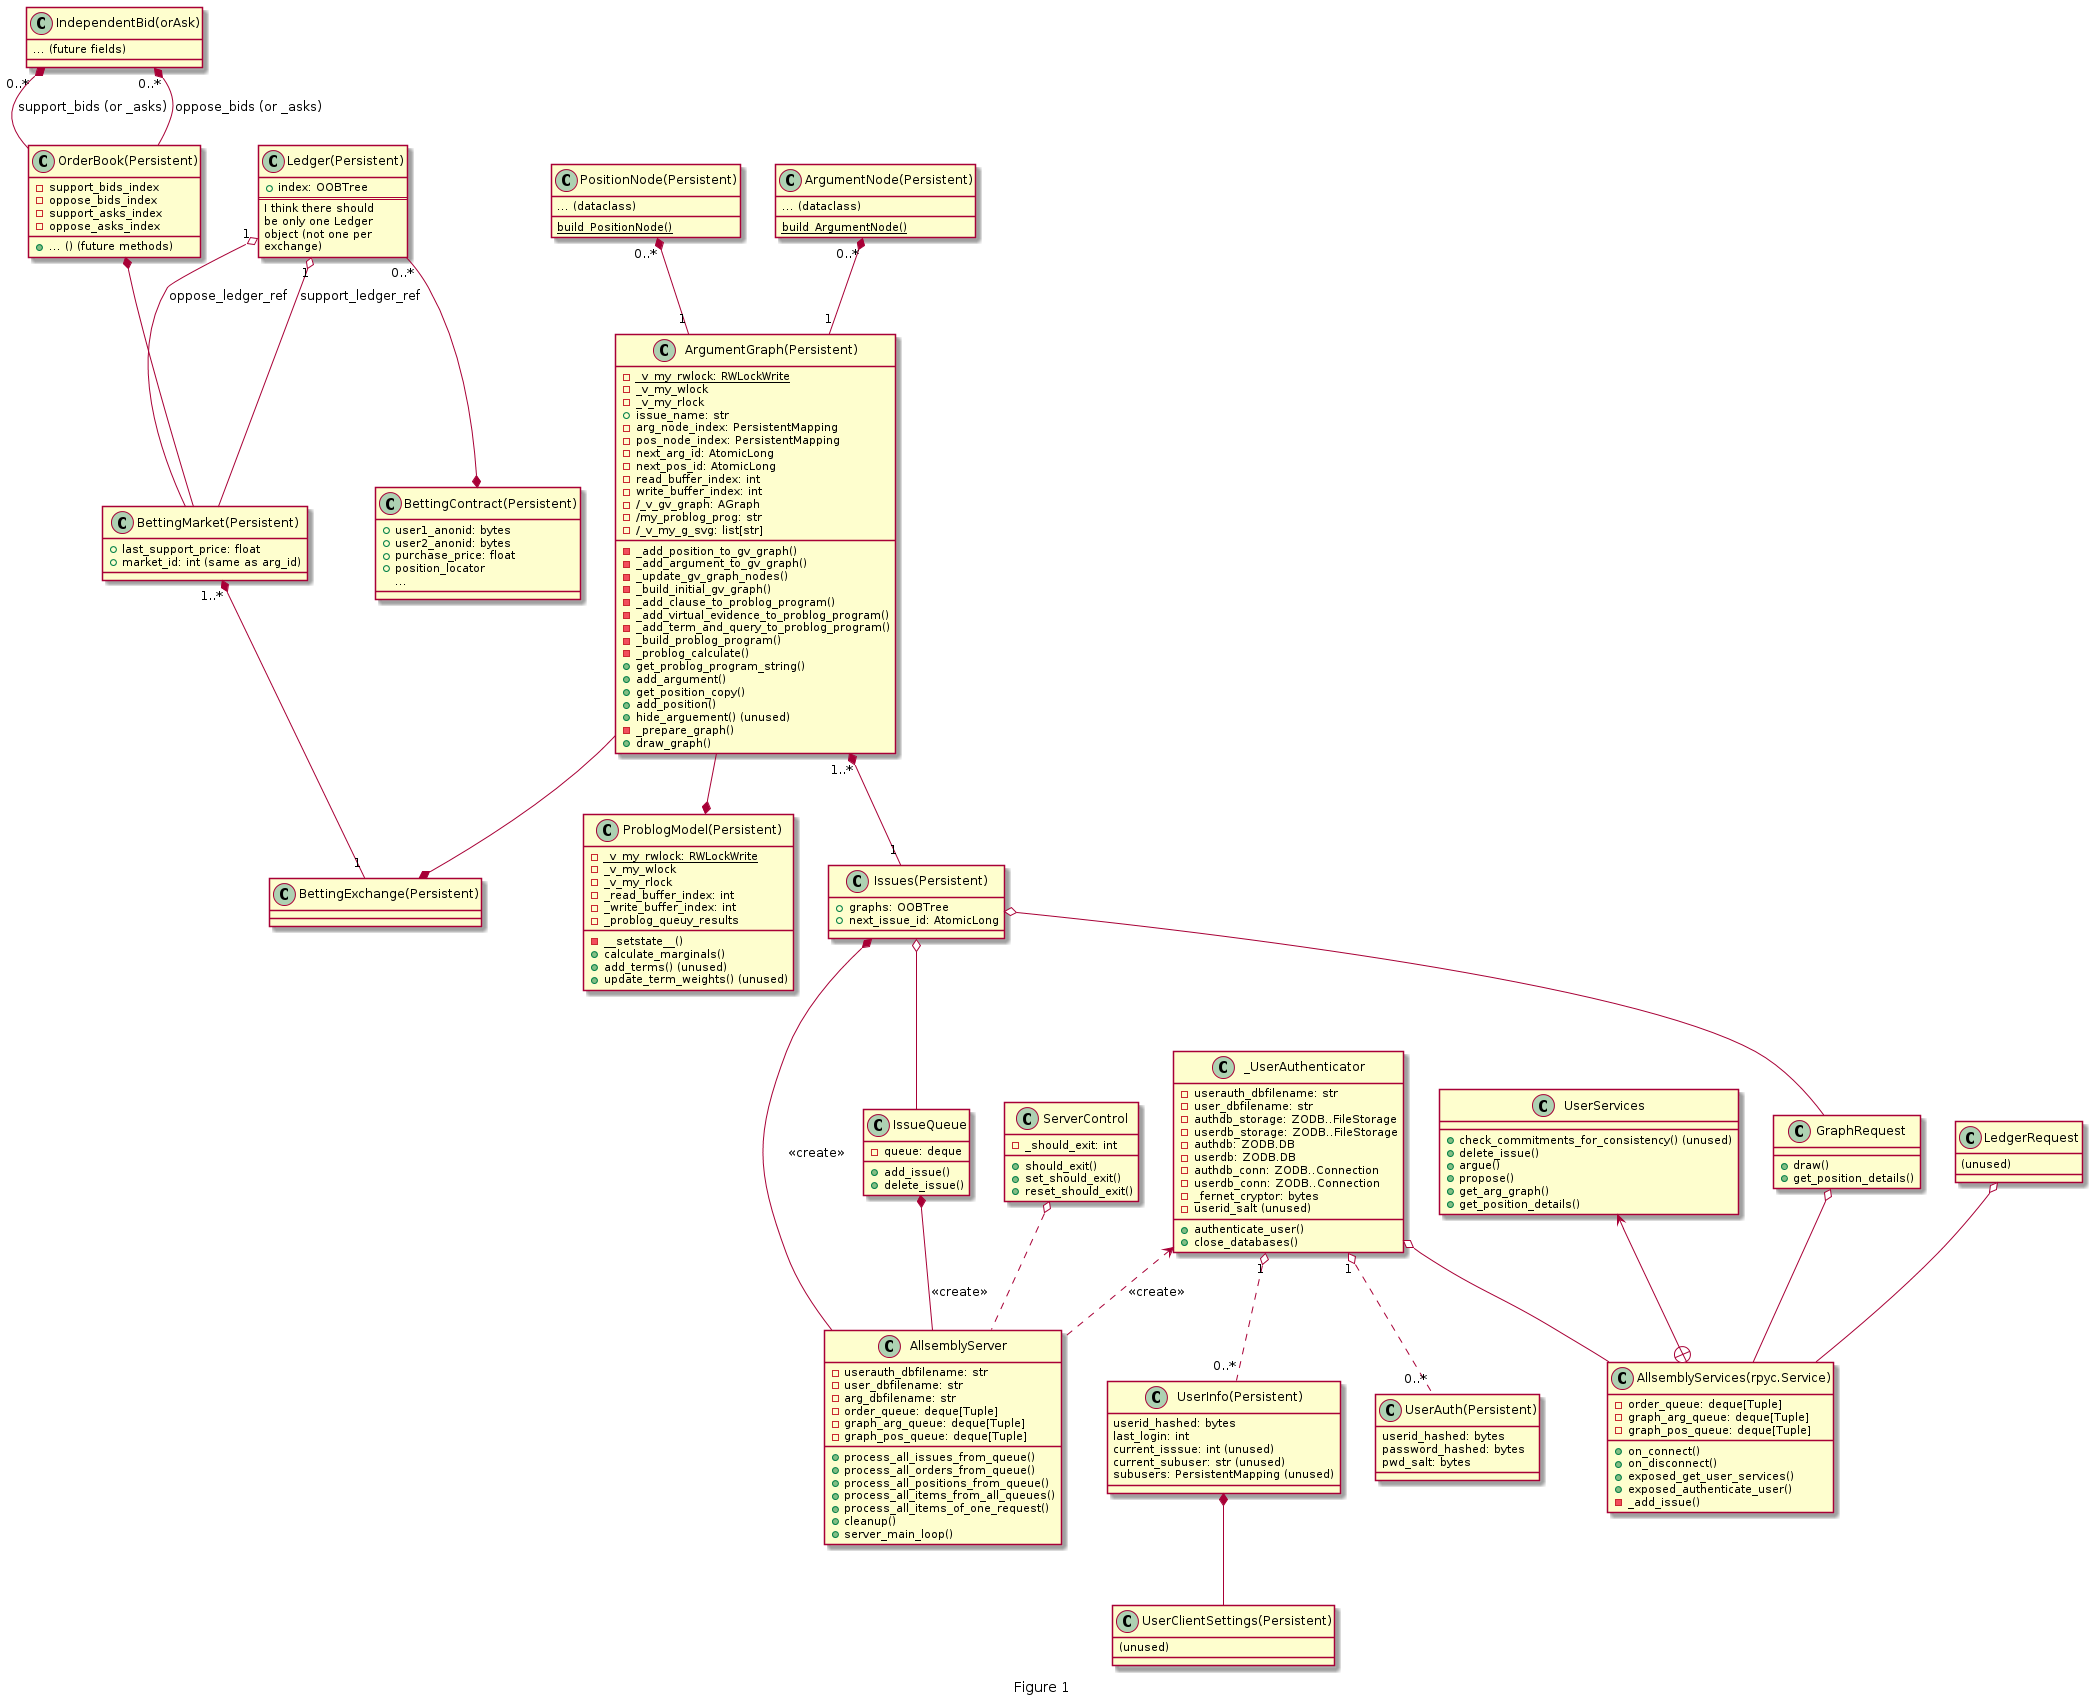 IndependentBid(orAsk)
... (future fields)
0..*
0..*
support_bids (or _asks)
oppose_bids (or _asks)
OrderBook(Persistent)
support_bids_index
oppose_bids_index
support_asks_index
oppose_asks_index
... () (future methods)
Ledger(Persistent)
index: OOBTree
I think there should
be only one Ledger
object (not one per
exchange)
1
1
0..*
oppose_ledger_ref
support_ledger_ref
PositionNode(Persistent)
... (dataclass)
build_PositionNode()
0..*
1
ArgumentNode(Persistent)
... (dataclass)
build_ArgumentNode()
0..*
1
ArgumentGraph(Persistent)
_v_my_rwlock: RWLockWrite
_v_my_wlock
_v_my_rlock
issue_name: str
arg_node_index: PersistentMapping
pos_node_index: PersistentMapping
next_arg_id: AtomicLong
next_pos_id: AtomicLong
read_buffer_index: int
write_buffer_index: int
/_v_gv_graph: AGraph
/my_problog_prog: str
/_v_my_g_svg: list[str]
_add_position_to_gv_graph()
_add_argument_to_gv_graph()
_update_gv_graph_nodes()
_build_initial_gv_graph()
_add_clause_to_problog_program()
_add_virtual_evidence_to_problog_program()
_add_term_and_query_to_problog_program()
_build_problog_program()
_problog_calculate()
get_problog_program_string()
add_argument()
get_position_copy()
add_position()
hide_arguement() (unused)
_prepare_graph()
draw_graph()
1..*
1
BettingContract(Persistent)
user1_anonid: bytes
user2_anonid: bytes
purchase_price: float
position_locator
...
BettingMarket(Persistent)
last_support_price: float
market_id: int (same as arg_id)
1..*
1
BettingExchange(Persistent)
ProblogModel(Persistent)
_v_my_rwlock: RWLockWrite
_v_my_wlock
_v_my_rlock
_read_buffer_index: int
_write_buffer_index: int
_problog_queuy_results
__setstate__()
calculate_marginals()
add_terms() (unused)
update_term_weights() (unused)
Issues(Persistent)
graphs: OOBTree
next_issue_id: AtomicLong
«create»
IssueQueue
queue: deque
add_issue()
delete_issue()
«create»
ServerControl
_should_exit: int
should_exit()
set_should_exit()
reset_should_exit()
_UserAuthenticator
userauth_dbfilename: str
user_dbfilename: str
authdb_storage: ZODB..FileStorage
userdb_storage: ZODB..FileStorage
authdb: ZODB.DB
userdb: ZODB.DB
authdb_conn: ZODB..Connection
userdb_conn: ZODB..Connection
_fernet_cryptor: bytes
userid_salt (unused)
authenticate_user()
close_databases()
«create»
1
1
0..*
0..*
UserServices
check_commitments_for_consistency() (unused)
delete_issue()
argue()
propose()
get_arg_graph()
get_position_details()
GraphRequest
draw()
get_position_details()
LedgerRequest
(unused)
AllsemblyServer
userauth_dbfilename: str
user_dbfilename: str
arg_dbfilename: str
order_queue: deque[Tuple]
graph_arg_queue: deque[Tuple]
graph_pos_queue: deque[Tuple]
process_all_issues_from_queue()
process_all_orders_from_queue()
process_all_positions_from_queue()
process_all_items_from_all_queues()
process_all_items_of_one_request()
cleanup()
server_main_loop()
UserInfo(Persistent)
userid_hashed: bytes
last_login: int
current_isssue: int (unused)
current_subuser: str (unused)
subusers: PersistentMapping (unused)
UserAuth(Persistent)
userid_hashed: bytes
password_hashed: bytes
pwd_salt: bytes
AllsemblyServices(rpyc.Service)
order_queue: deque[Tuple]
graph_arg_queue: deque[Tuple]
graph_pos_queue: deque[Tuple]
on_connect()
on_disconnect()
exposed_get_user_services()
exposed_authenticate_user()
_add_issue()
UserClientSettings(Persistent)
(unused)
Figure 1